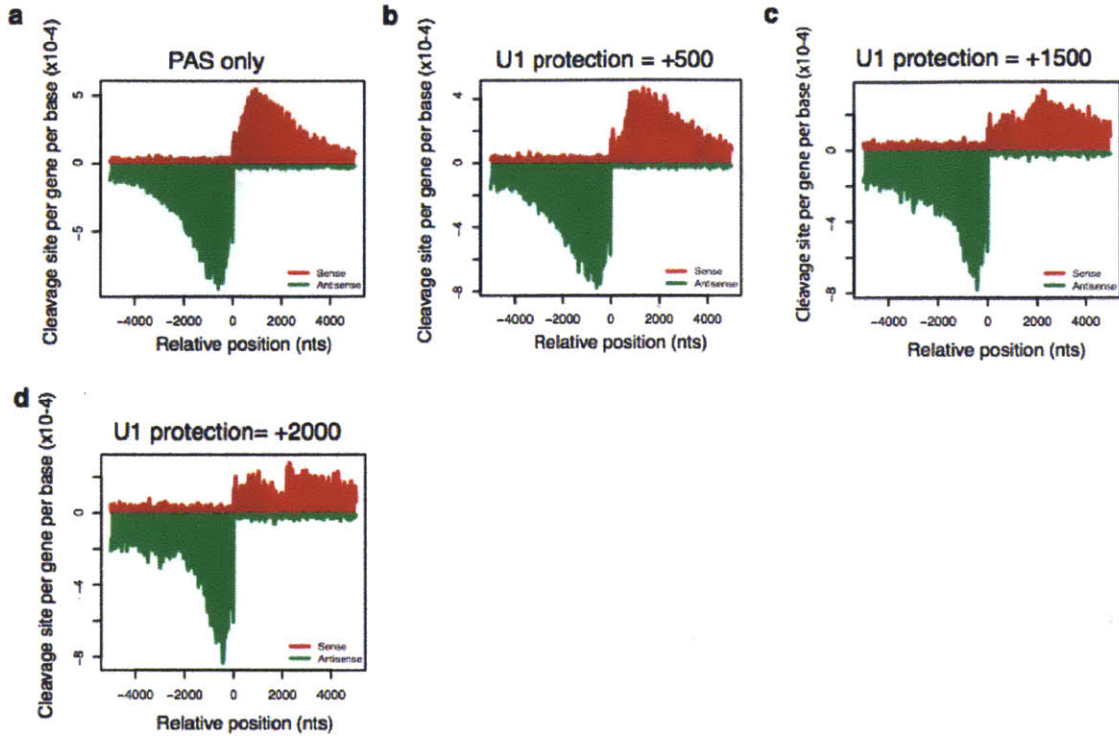 a
PAS only
Cleavage site per gene per base (x10-4)
5
0
-5
Sense
Antisense
-4000 -2000 0 2000 4000
Relative position (nts)
b
U1 protection = +500
Cleavage site per gene per base (x10-4)
4
0
-4
-8
Sense
Antisense
-4000 -2000 0 2000 4000
Relative position (nts)
c
U1 protection = +1500
Cleavage site per gene per base (x10-4)
0
-4
-8
Sense
Antisense
-4000 -2000 0 2000 4000
Relative position (nts)
d
U1 protection= +2000
Cleavage site per gene per base (x10-4)
0
-4
-8
Sense
Antisense
-4000 -2000 0 2000 4000
Relative position (nts)